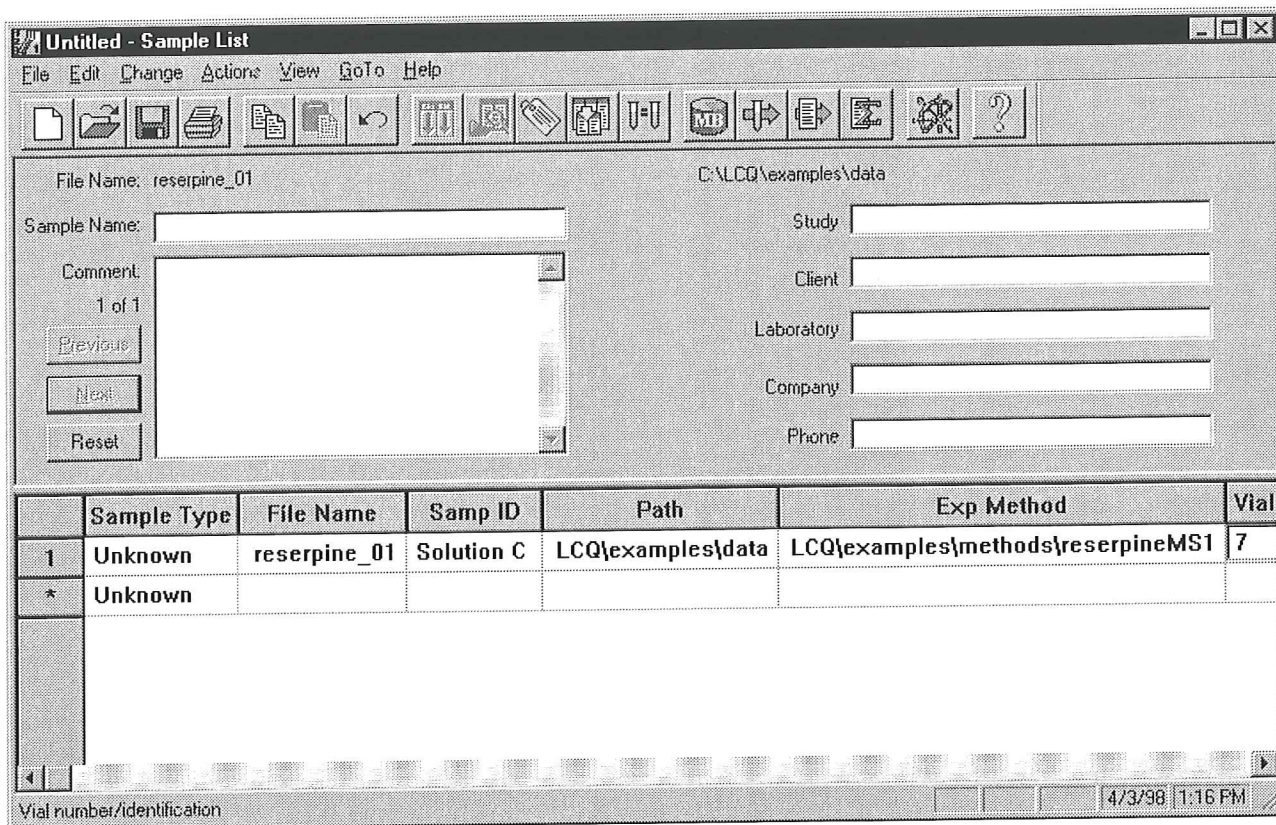 Untitled - Sample List
File Edit Change Actions View GoTo Help
MB
File Name: reserpine_01
C:\LCQ\examples\data
Sample Name:
Study
Comment:
1 of 1
Client
Previous
Laboratory
Next
Company
Reset
Phone
Sample Type File Name Samp ID Path Exp Method Vial
1 Unknown reserpine_01 Solution C LCQ\examples\data LCQ\examples\methods\reserpineMS1 7
* Unknown
Vial number/identification
4/3/98 1:16 PM